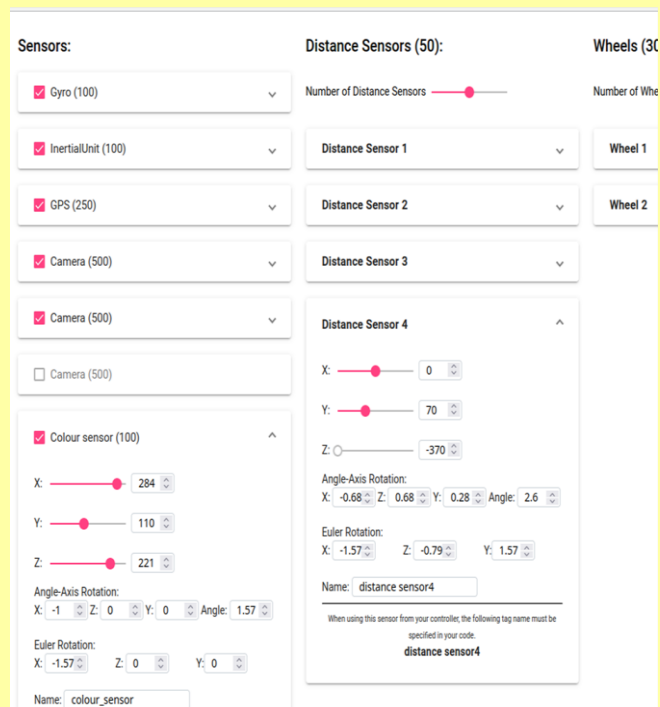 Sensors:
Gyro (100)
InertialUnit (100)
GPS (250)
Camera (500)
Camera (500)
Camera (500)
Colour sensor (100)
X: 284
Y: 110
Z: 221
Angle-Axis Rotation:
X: -1 Z: 0 Y: 0 Angle: 1.57
Euler Rotation:
X: -1.57 Z: 0 Y: 0
Name: colour_sensor
Distance Sensors (50):
Number of Distance Sensors
Distance Sensor 1
Distance Sensor 2
Distance Sensor 3
Distance Sensor 4
X: 0
Y: 70
Z: -370
Angle-Axis Rotation:
X: -0.68 Z: 0.68 Y: 0.28 Angle: 2.6
Euler Rotation:
X: -1.57 Z: -0.79 Y: 1.57
Name: distance sensor4
When using this sensor from your controller, the following tag name must be
specified in your code.
distance sensor4
Wheels (30
Number of Whe
Wheel 1
Wheel 2